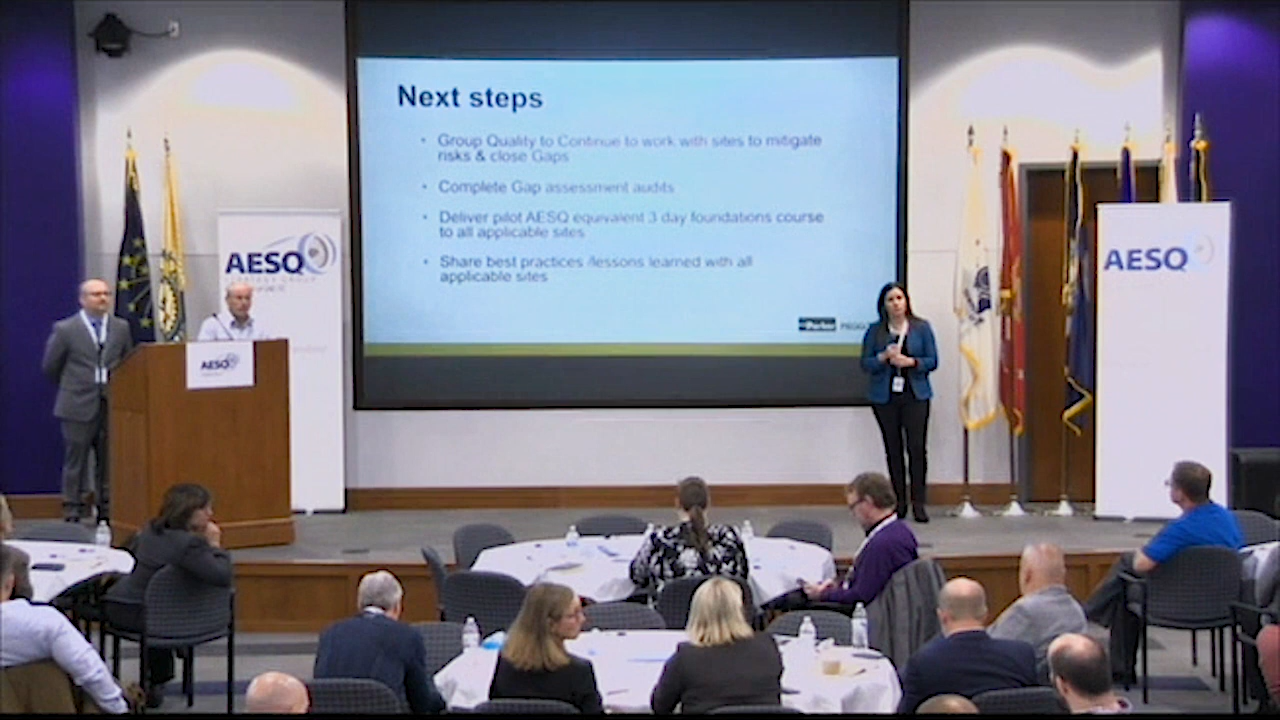 Next steps
• Group Quality to Continue to work with sites to mitigate
risks & close Gaps
• Complete Gap assessment audits
• Deliver pilot AESQ equivalent 3 day foundations course
to all applicable sites
• Share best practices /lessons learned with all
applicable sites
Parker
AESQ
AESQ
AESQ